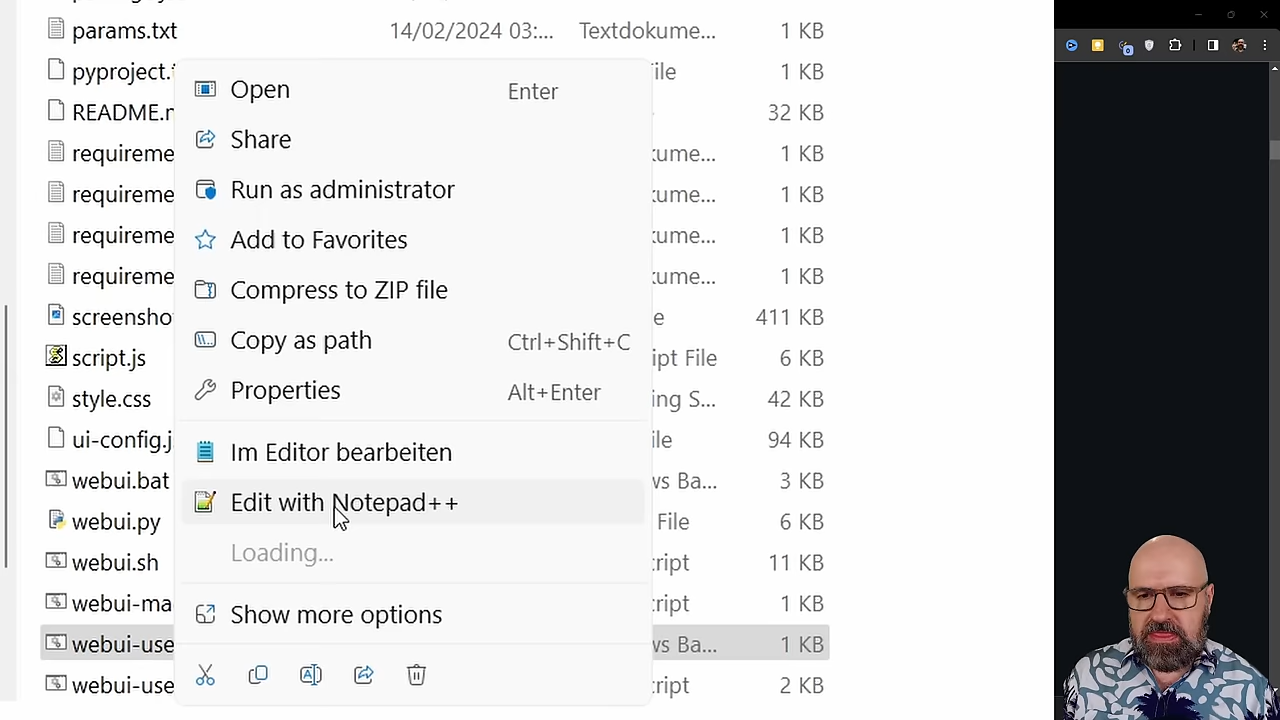 params.txt 14/02/2024 03:... Textdokume... 1 KB
pyproject. ile 1 KB
README. 32 KB
requireme kume... 1 KB
requireme kume... 1 KB
requireme kume... 1 KB
requireme kume... 1 KB
screensho e 411 KB
script.js ipt File 6 KB
style.css ing S... 42 KB
ui-config.j ile 94 KB
webui.bat vs Ba... 3 KB
webui.py File 6 KB
webui.sh cript 11 KB
webui-ma cript 1 KB
webui-use vs Ba... 1 KB
webui-use cript 2 KB
Open Enter
Share
Run as administrator
Add to Favorites
Compress to ZIP file
Copy as path Ctrl+Shift+C
Properties Alt+Enter
Im Editor bearbeiten
Edit with Notepad++
Loading...
Show more options